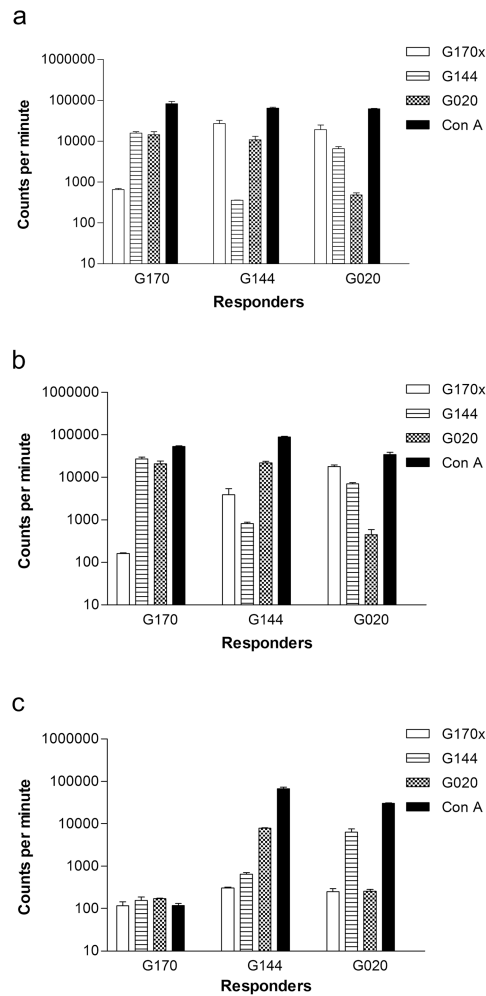 a
1000000
100000
10000
1000
100
10
Counts per minute
G170
G144
G020
Responders
G170x
G144
G020
Con A
b
1000000
100000
10000
1000
100
10
Counts per minute
G170
G144
G020
Responders
G170x
G144
G020
Con A
c
1000000
100000
10000
1000
100
10
Counts per minute
G170
G144
G020
Responders
G170x
G144
G020
Con A